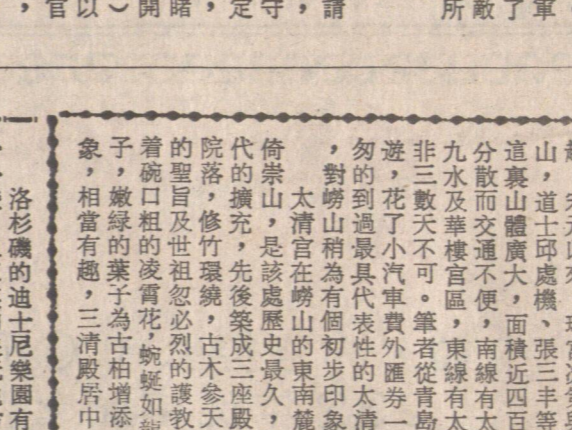 軍
了
敵
所
請
，
守
定
，
睹
開
）
以
官
，
山，道士邱處機、張三丰等
這裏山體廣大，面積近四百
分散而交通不便，南線有太
九水及華樓宮區，東線有太
非三數天不可。筆者從青島
遊，花了小汽車費外匯券一
匆的到過最具代表性的太清
，對嶗山稍為有個初步印象
太清宮在嶗山的東南麓
倚崇山，是該處歷史最久，
代的擴充，先後築成三座殿
院落，修竹環繞，古木參天
的聖旨及世祖忽必烈的護教
着碗口粗的凌霄花，蜿蜒如龍
子，嫩綠的葉子為古柏增添
象，相當有趣，三清殿居中
洛杉磯的迪士尼樂園有